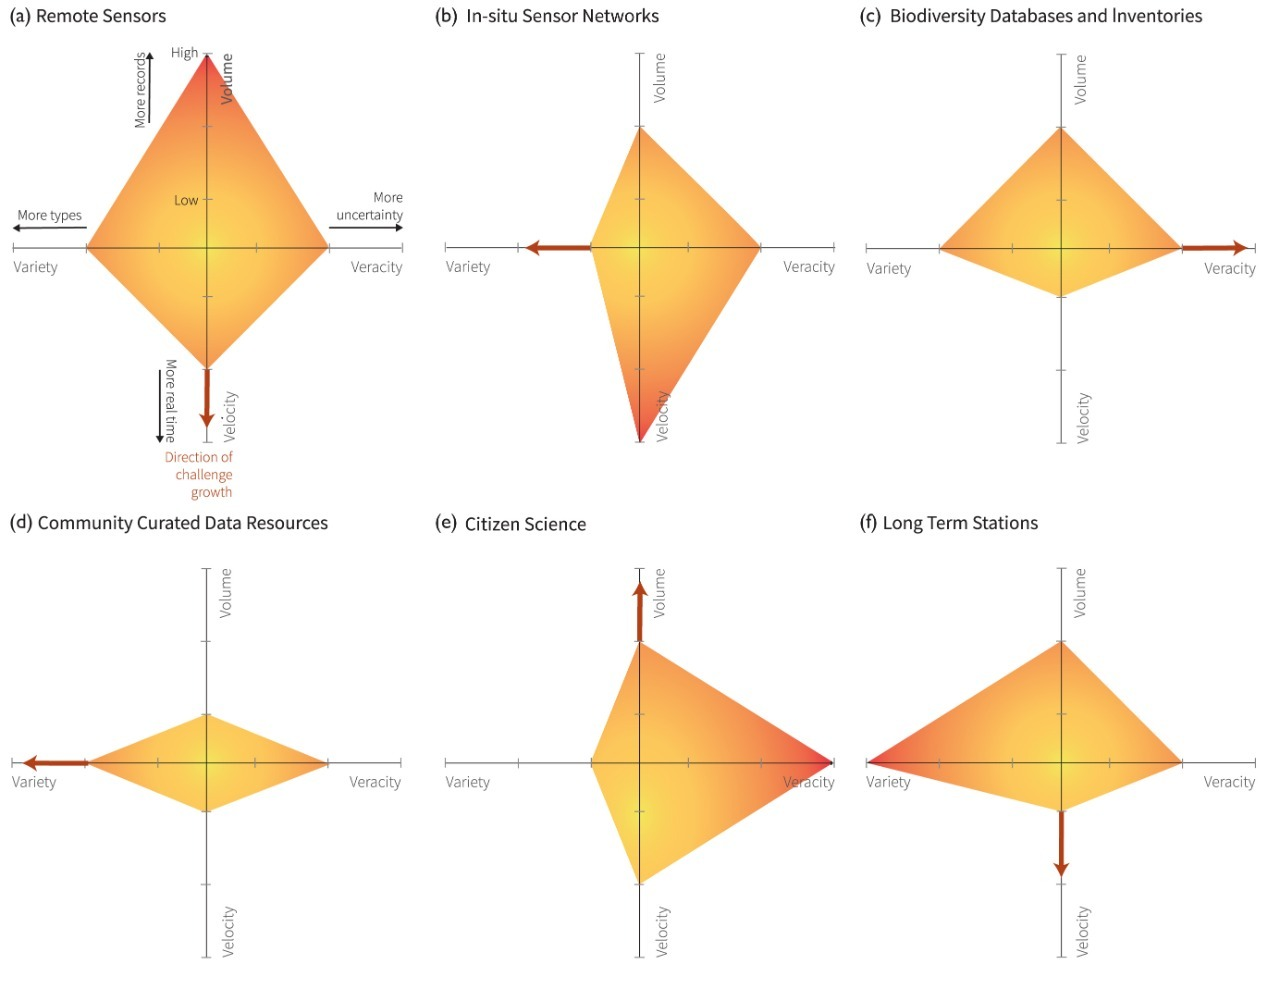 (a) Remote Sensors
High
Volume
More records
Low
More types
More
uncertainty
Variety
Veracity
More real time
Velocity
Direction of
challenge
growth
(b) In-situ Sensor Networks
Volume
Variety
Veracity
Velocity
(c) Biodiversity Databases and Inventories
Volume
Variety
Veracity
Velocity
(d) Community Curated Data Resources
Volume
Variety
Veracity
Velocity
(e) Citizen Science
Volume
Variety
Veracity
Velocity
(f) Long Term Stations
Volume
Variety
Veracity
Velocity